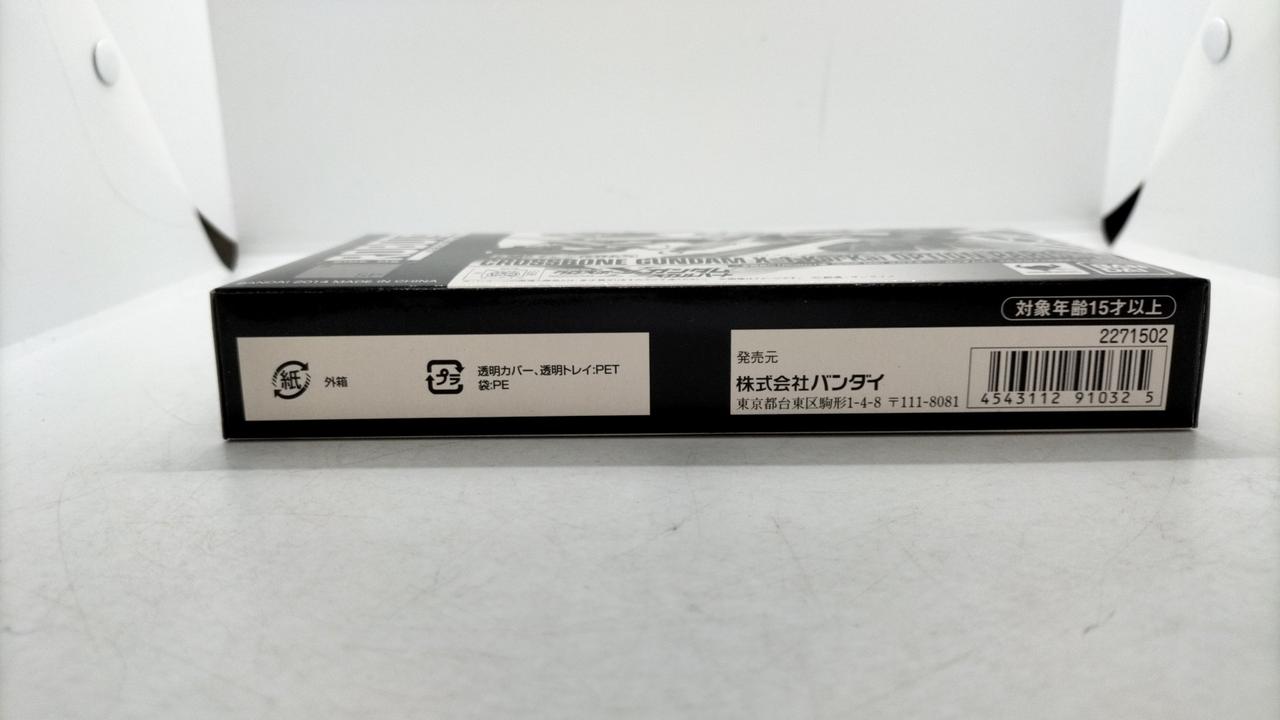 CROSSBONE GUNDAM X-1
BANDAI 2013 MADE IN CHINA
対象年齢15才以上
紙
外箱
プラ
透明カバー、透明トレイ:PET
袋:PE
2271502
発売元
株式会社バンダイ
東京都台東区駒形1-4-8 〒111-8081
4543112 91032 5